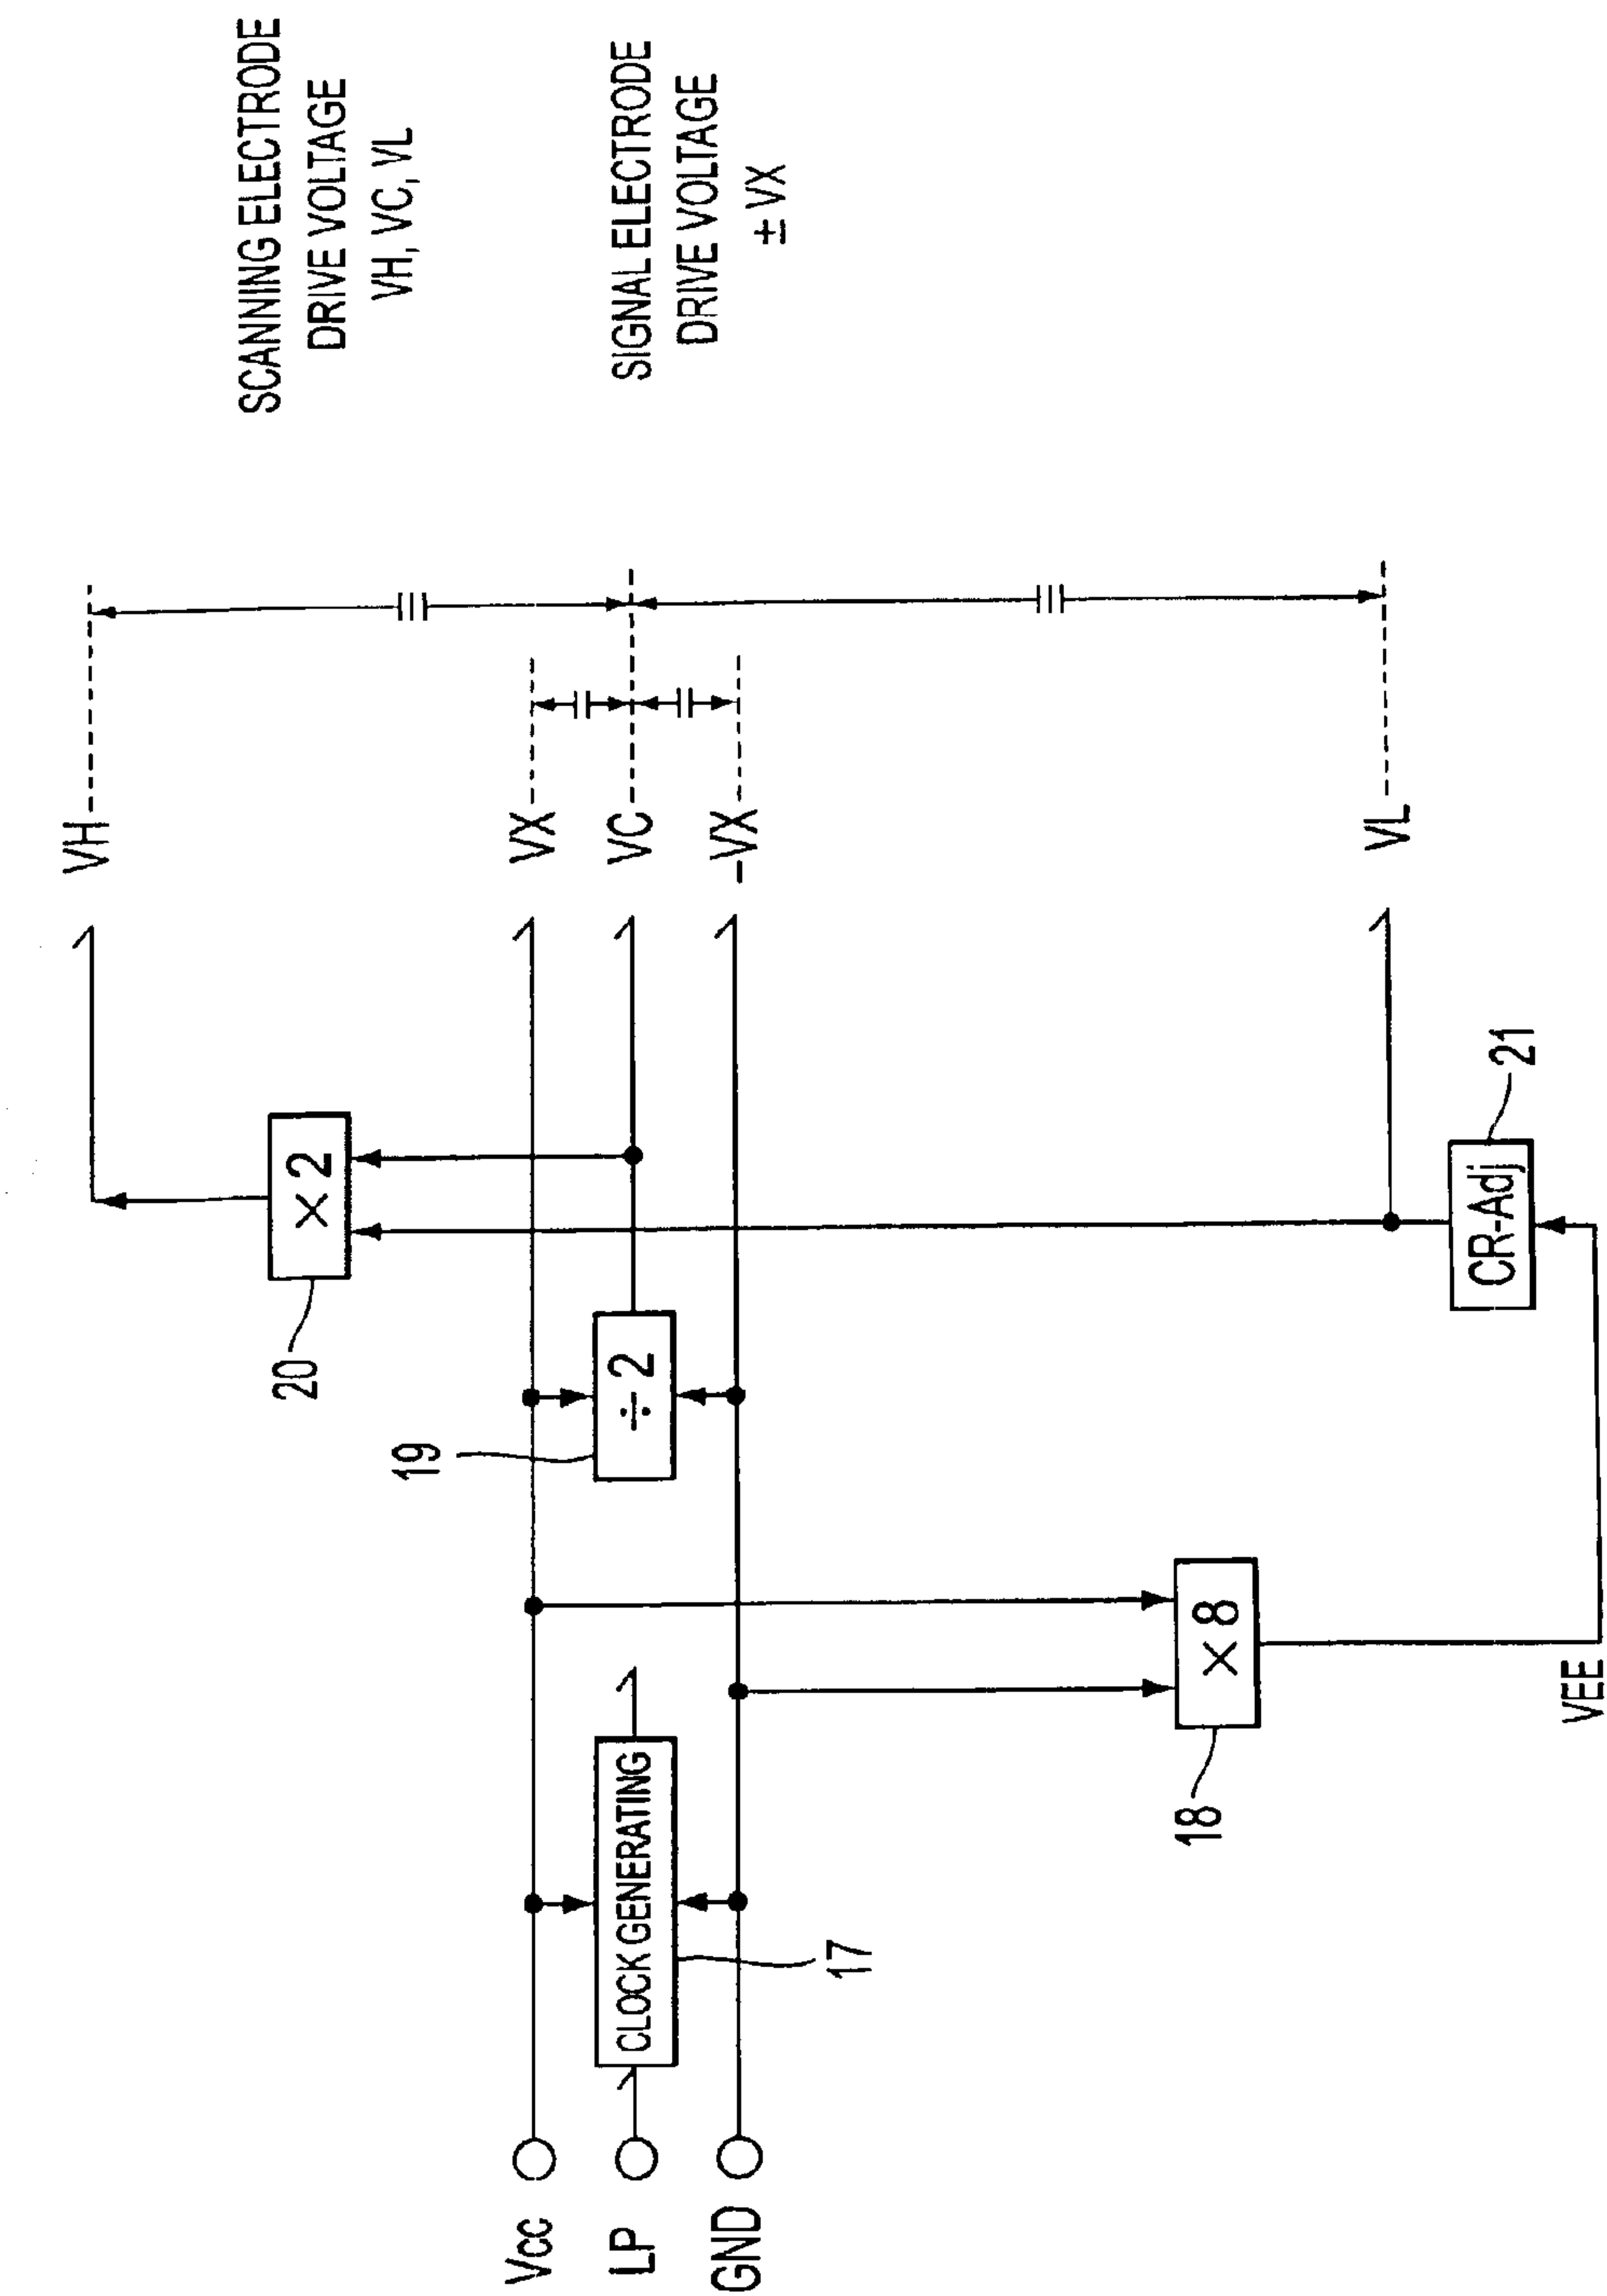 Vcc
LP
GND
CLOCK GENERATING
17
× 8
18
VEE
÷ 2
19
× 2
20
CR-Adj
21
VH
VX
VC
-VX
VL
SCANNING ELECTRODE
DRIVE VOLTAGE
VH, VC, VL
SIGNAL ELECTRODE
DRIVE VOLTAGE
± VX